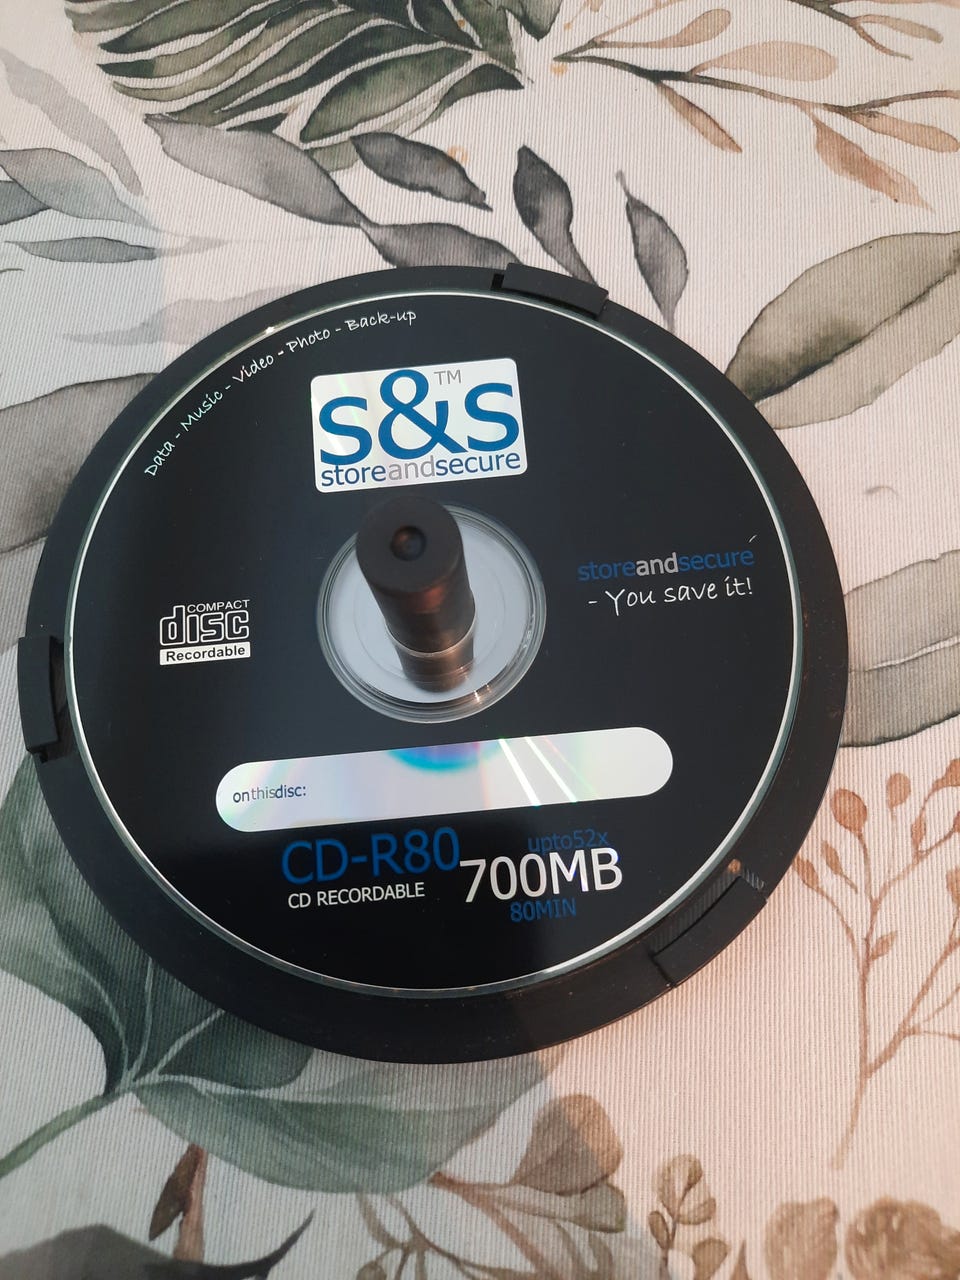 Data - Music - Video - Photo - Back-up
s&s™
storeandsecure
storeandsecure
- You save it!
COMPACT
disc
Recordable
onthisdisc:
CD-R80
CD RECORDABLE
upto52x
700MB
80MIN